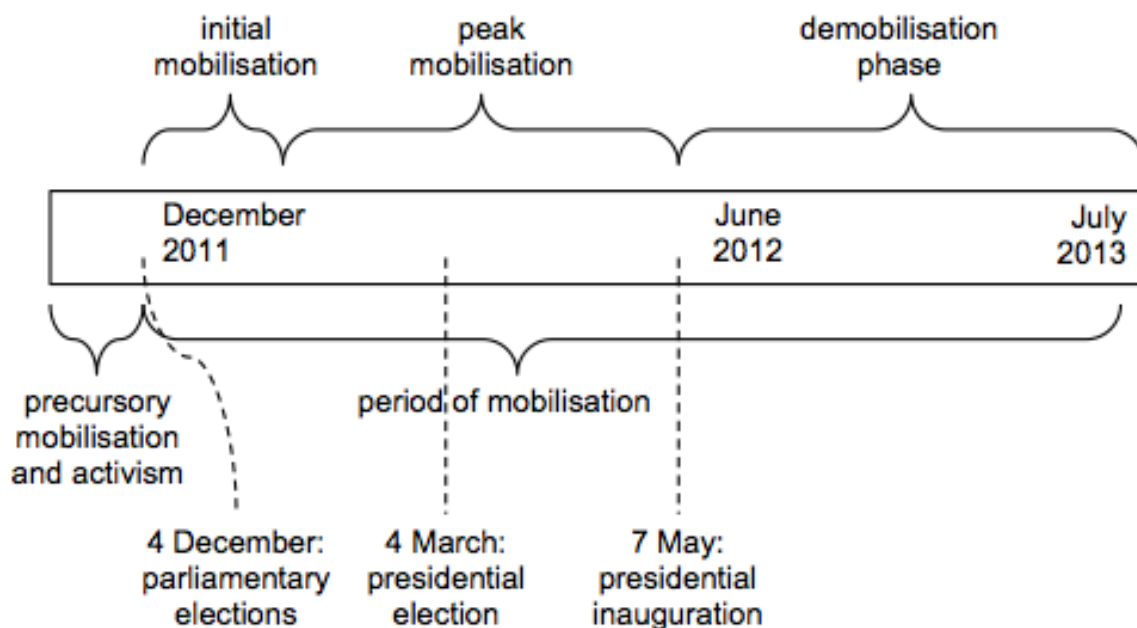 initial
mobilisation
peak
mobilisation
demobilisation
phase
December
2011
June
2012
July
2013
precursory
mobilisation
and activism
period of mobilisation
4 December:
parliamentary
elections
4 March:
presidential
election
7 May:
presidential
inauguration